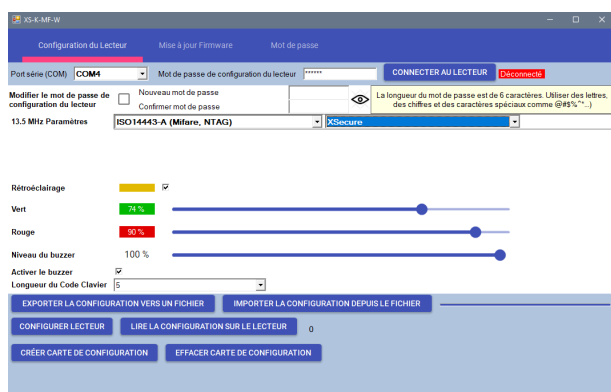 XS-K-MF-W
Configuration du Lecteur Mise à jour Firmware Mot de passe
Port série (COM) COM4 Mot de passe de configuration du lecteur ****** CONNECTER AU LECTEUR Déconnecté
Modifier le mot de passe de configuration du lecteur
Nouveau mot de passe
Confirmer mot de passe
La longueur du mot de passe est de 6 caractères. Utiliser des lettres,
des chiffres et des caractères spéciaux comme @#$%^*...)
13.5 MHz Paramètres ISO14443-A (Mifare, NTAG) XSecure
Rétroéclairage
Vert 74 %
Rouge 90 %
Niveau du buzzer 100 %
Activer le buzzer
Longueur du Code Clavier 5
EXPORTER LA CONFIGURATION VERS UN FICHIER IMPORTER LA CONFIGURATION DEPUIS LE FICHIER
CONFIGURER LECTEUR LIRE LA CONFIGURATION SUR LE LECTEUR 0
CRÉER CARTE DE CONFIGURATION EFFACER CARTE DE CONFIGURATION